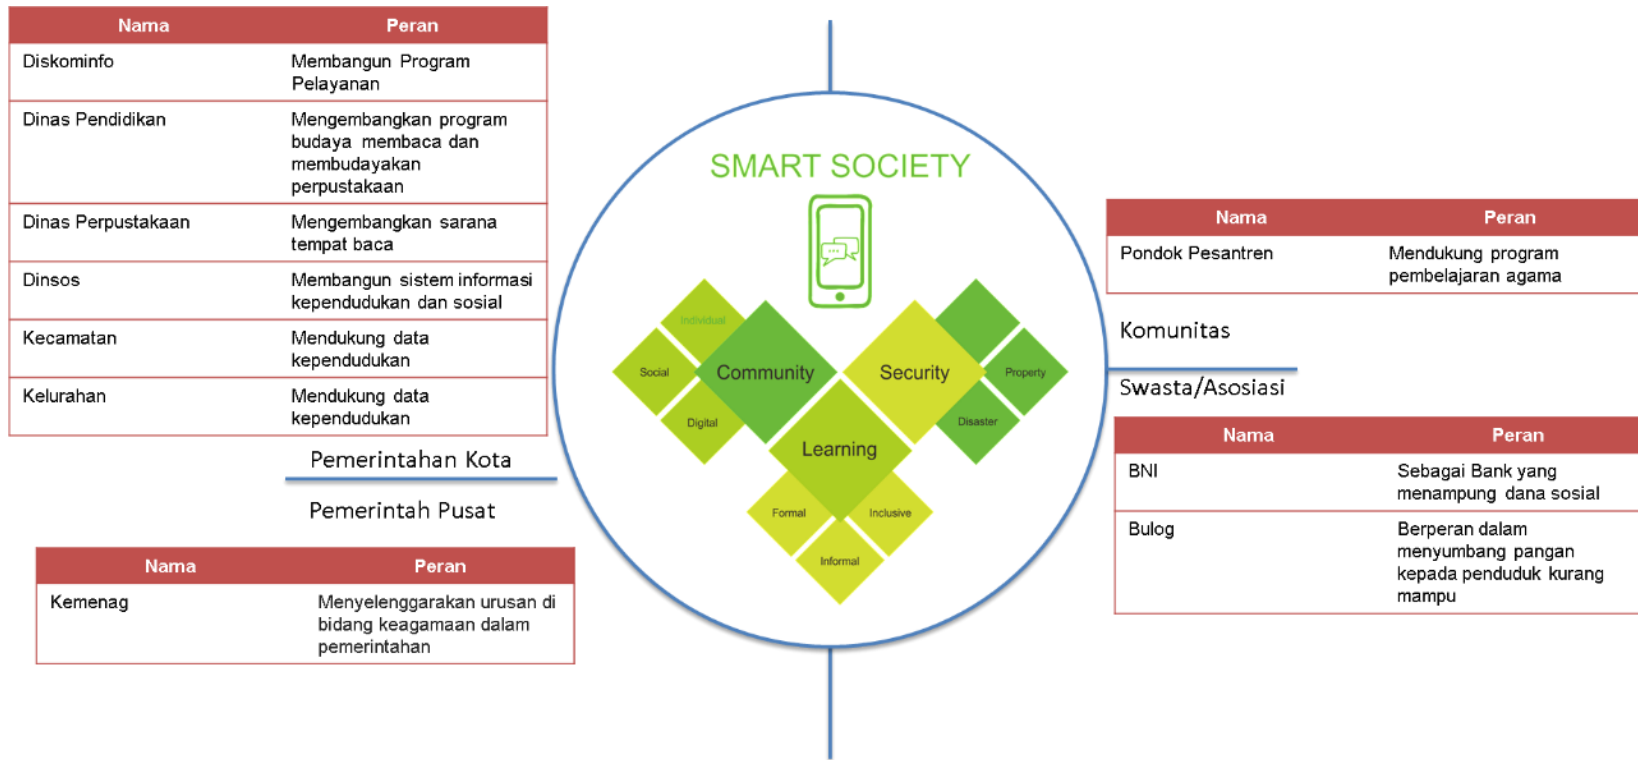 Nama Peran
Diskominfo Membangun Program
Pelayanan
Dinas Pendidikan Mengembangkan program
budaya membaca dan
membudayakan
perpustakaan
Dinas Perpustakaan Mengembangkan sarana
tempat baca
Dinsos Membangun sistem informasi
kependudukan dan sosial
Kecamatan Mendukung data
kependudukan
Kelurahan Mendukung data
kependudukan
Pemerintahan Kota
Pemerintah Pusat
Nama Peran
Kemenag Menyelenggarakan urusan di
bidang keagamaan dalam
pemerintahan
SMART SOCIETY
Individual
Social
Community
Digital
Security
Property
Disaster
Learning
Formal
Inclusive
Informal
Nama Peran
Pondok Pesantren Mendukung program
pembelajaran agama
Komunitas
Swasta/Asosiasi
Nama Peran
BNI Sebagai Bank yang
menampung dana sosial
Bulog Berperan dalam
menyumbang pangan
kepada penduduk kurang
mampu